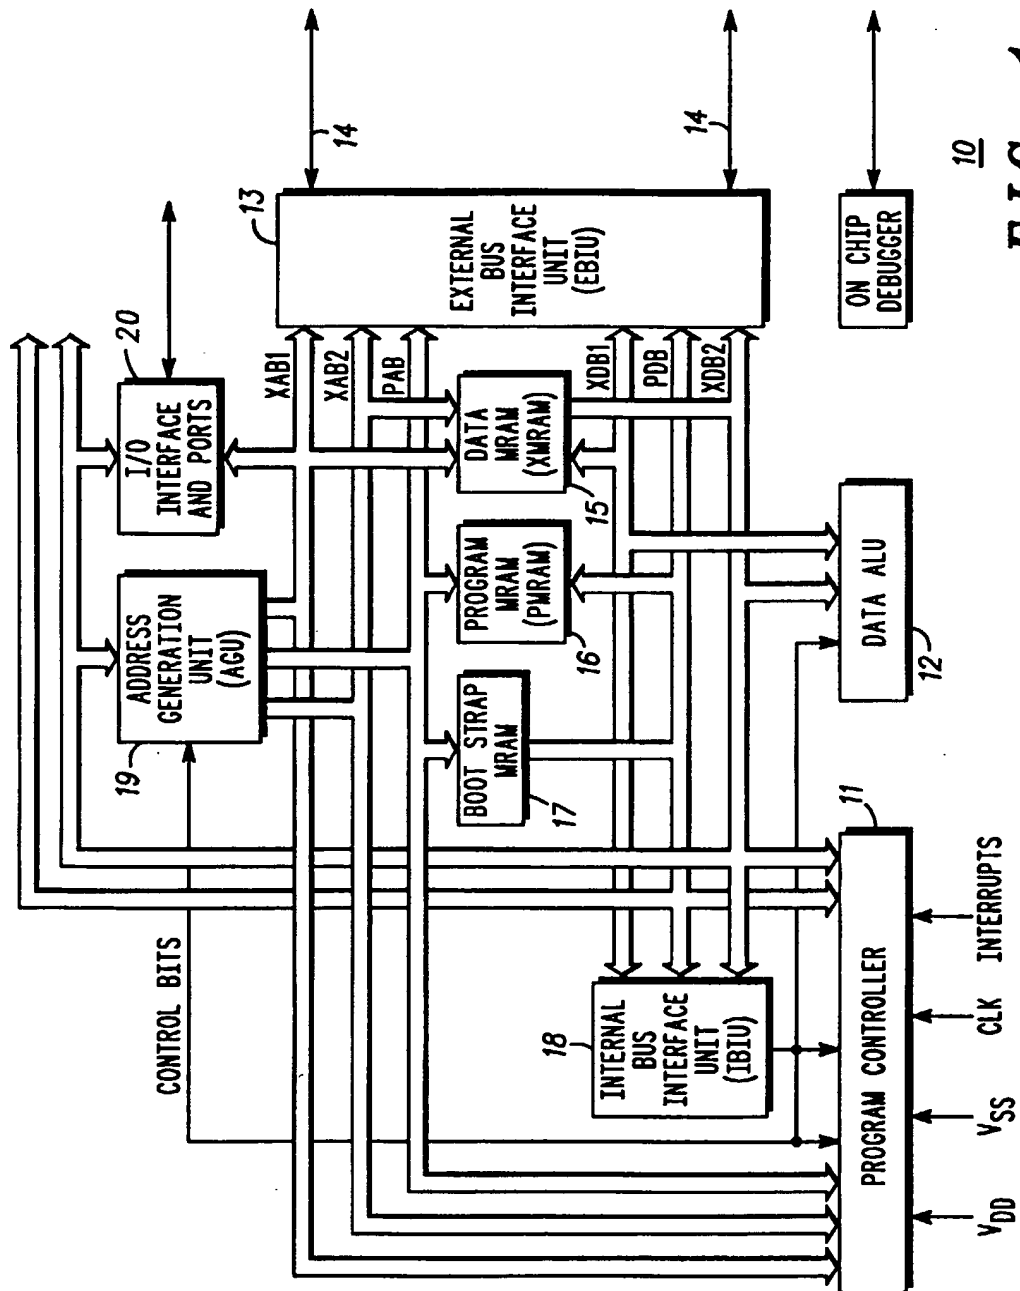 CONTROL BITS
19
ADDRESS
GENERATION
UNIT
(AGU)
20
I/O
INTERFACE
AND PORTS
XAB1
XAB2
PAB
13
EXTERNAL
BUS
INTERFACE
UNIT
(EBIU)
14
14
BOOT STRAP
MRAM
17
PROGRAM
MRAM
(PMRAM)
16
DATA
MRAM
(XMRAM)
15
XDB1
PDB
XDB2
18
INTERNAL
BUS
INTERFACE
UNIT
(IBIU)
11
PROGRAM CONTROLLER
DATA ALU
12
ON CHIP
DEBUGGER
VDD
VSS
CLK
INTERRUPTS
10